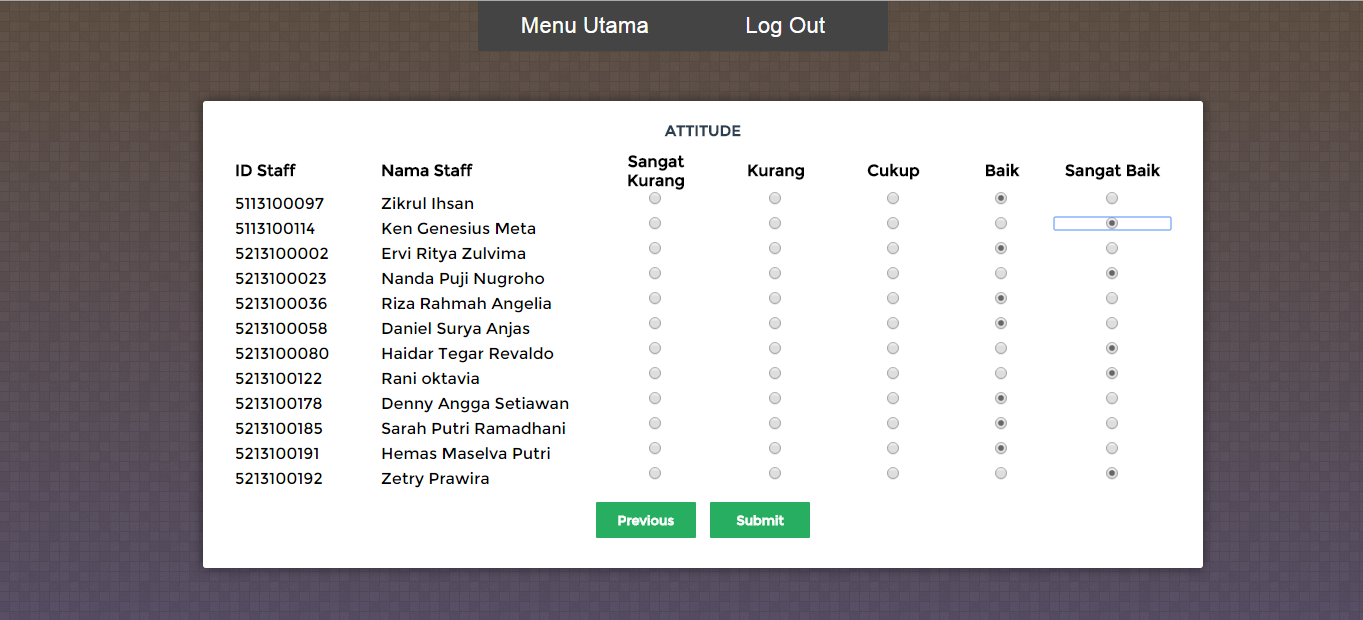 Menu Utama Log Out
ATTITUDE
ID Staff Nama Staff Sangat Kurang Kurang Cukup Baik Sangat Baik
5113100097 Zikrul Ihsan
5113100114 Ken Genesius Meta
5213100002 Ervi Ritya Zulvima
5213100023 Nanda Puji Nugroho
5213100036 Riza Rahmah Angelia
5213100058 Daniel Surya Anjas
5213100080 Haidar Tegar Revaldo
5213100122 Rani oktavia
5213100178 Denny Angga Setiawan
5213100185 Sarah Putri Ramadhani
5213100191 Hemas Maselva Putri
5213100192 Zetry Prawira
Previous Submit